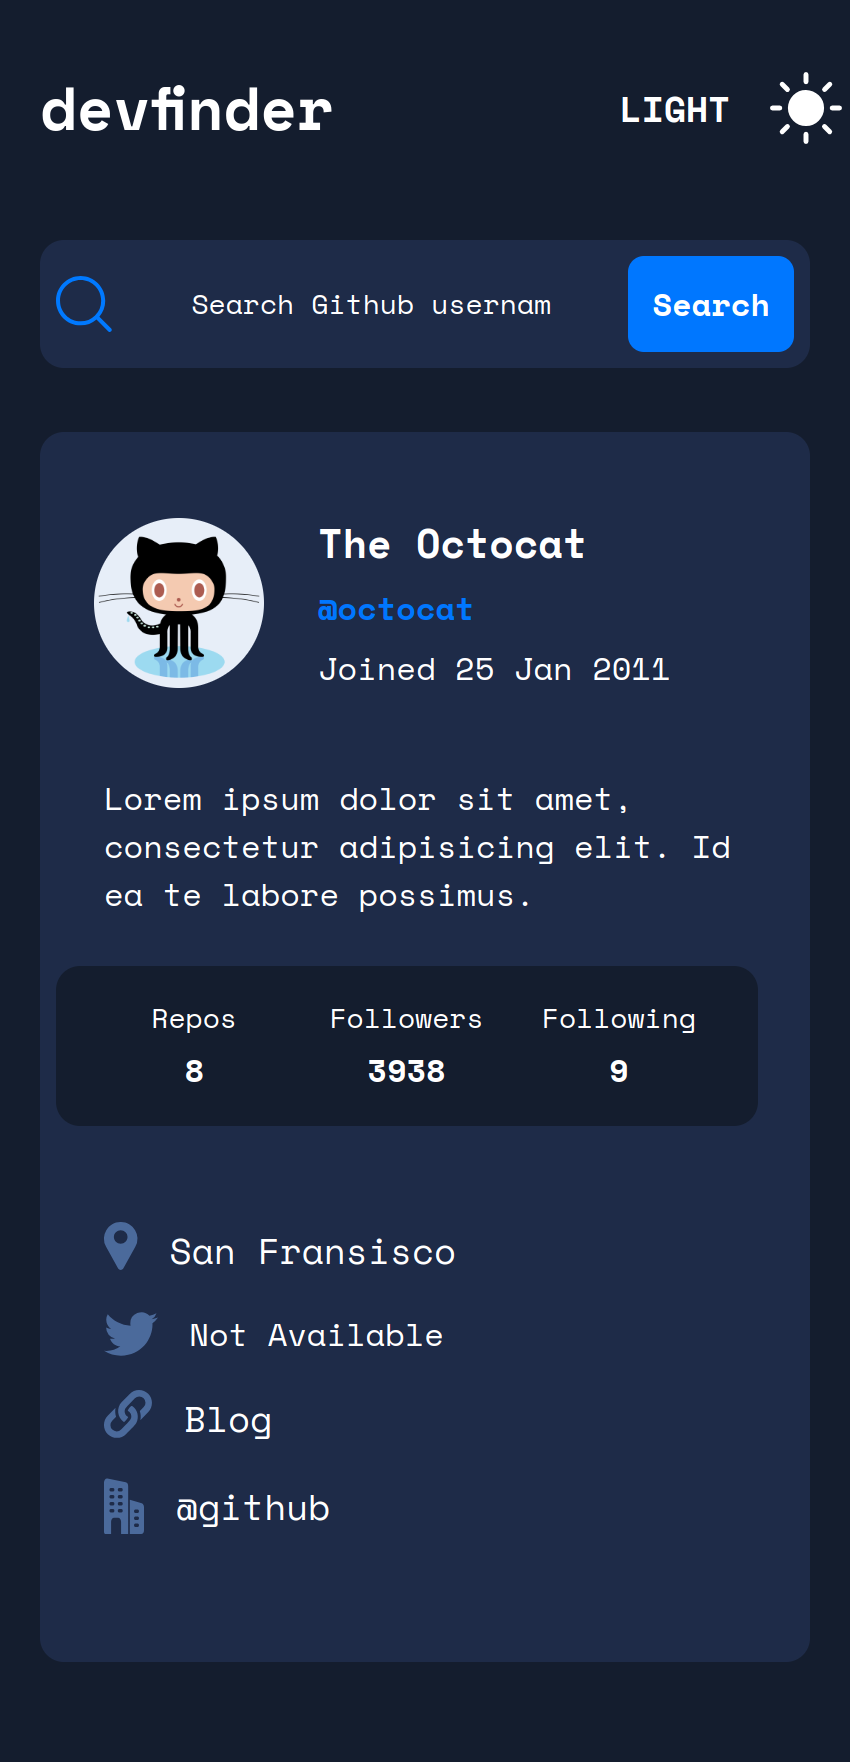 devfinder
LIGHT
Search Github usernam
Search
The Octocat
@octocat
Joined 25 Jan 2011
Lorem ipsum dolor sit amet,
consectetur adipisicing elit. Id
ea te labore possimus.
Repos Followers Following
8 3938 9
San Fransisco
Not Available
Blog
@github